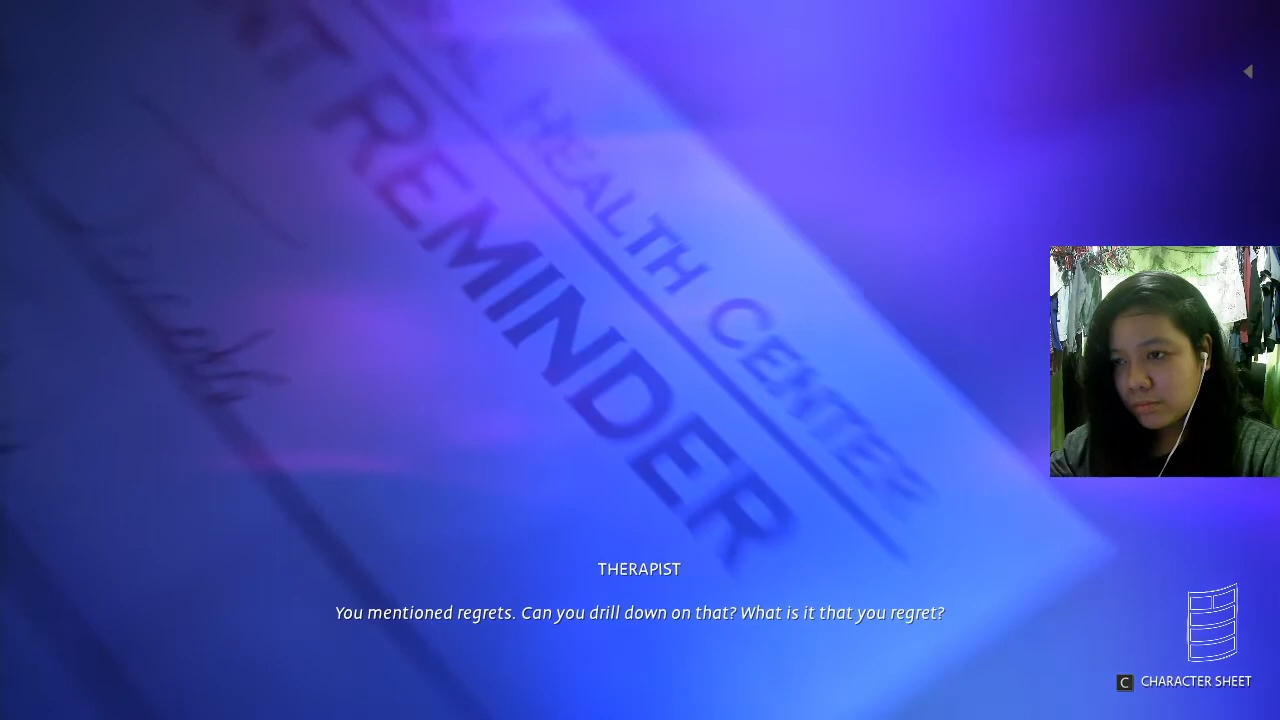 HEALTH CENTER
NT REMINDER
THERAPIST
You mentioned regrets. Can you drill down on that? What is it that you regret?
C CHARACTER SHEET